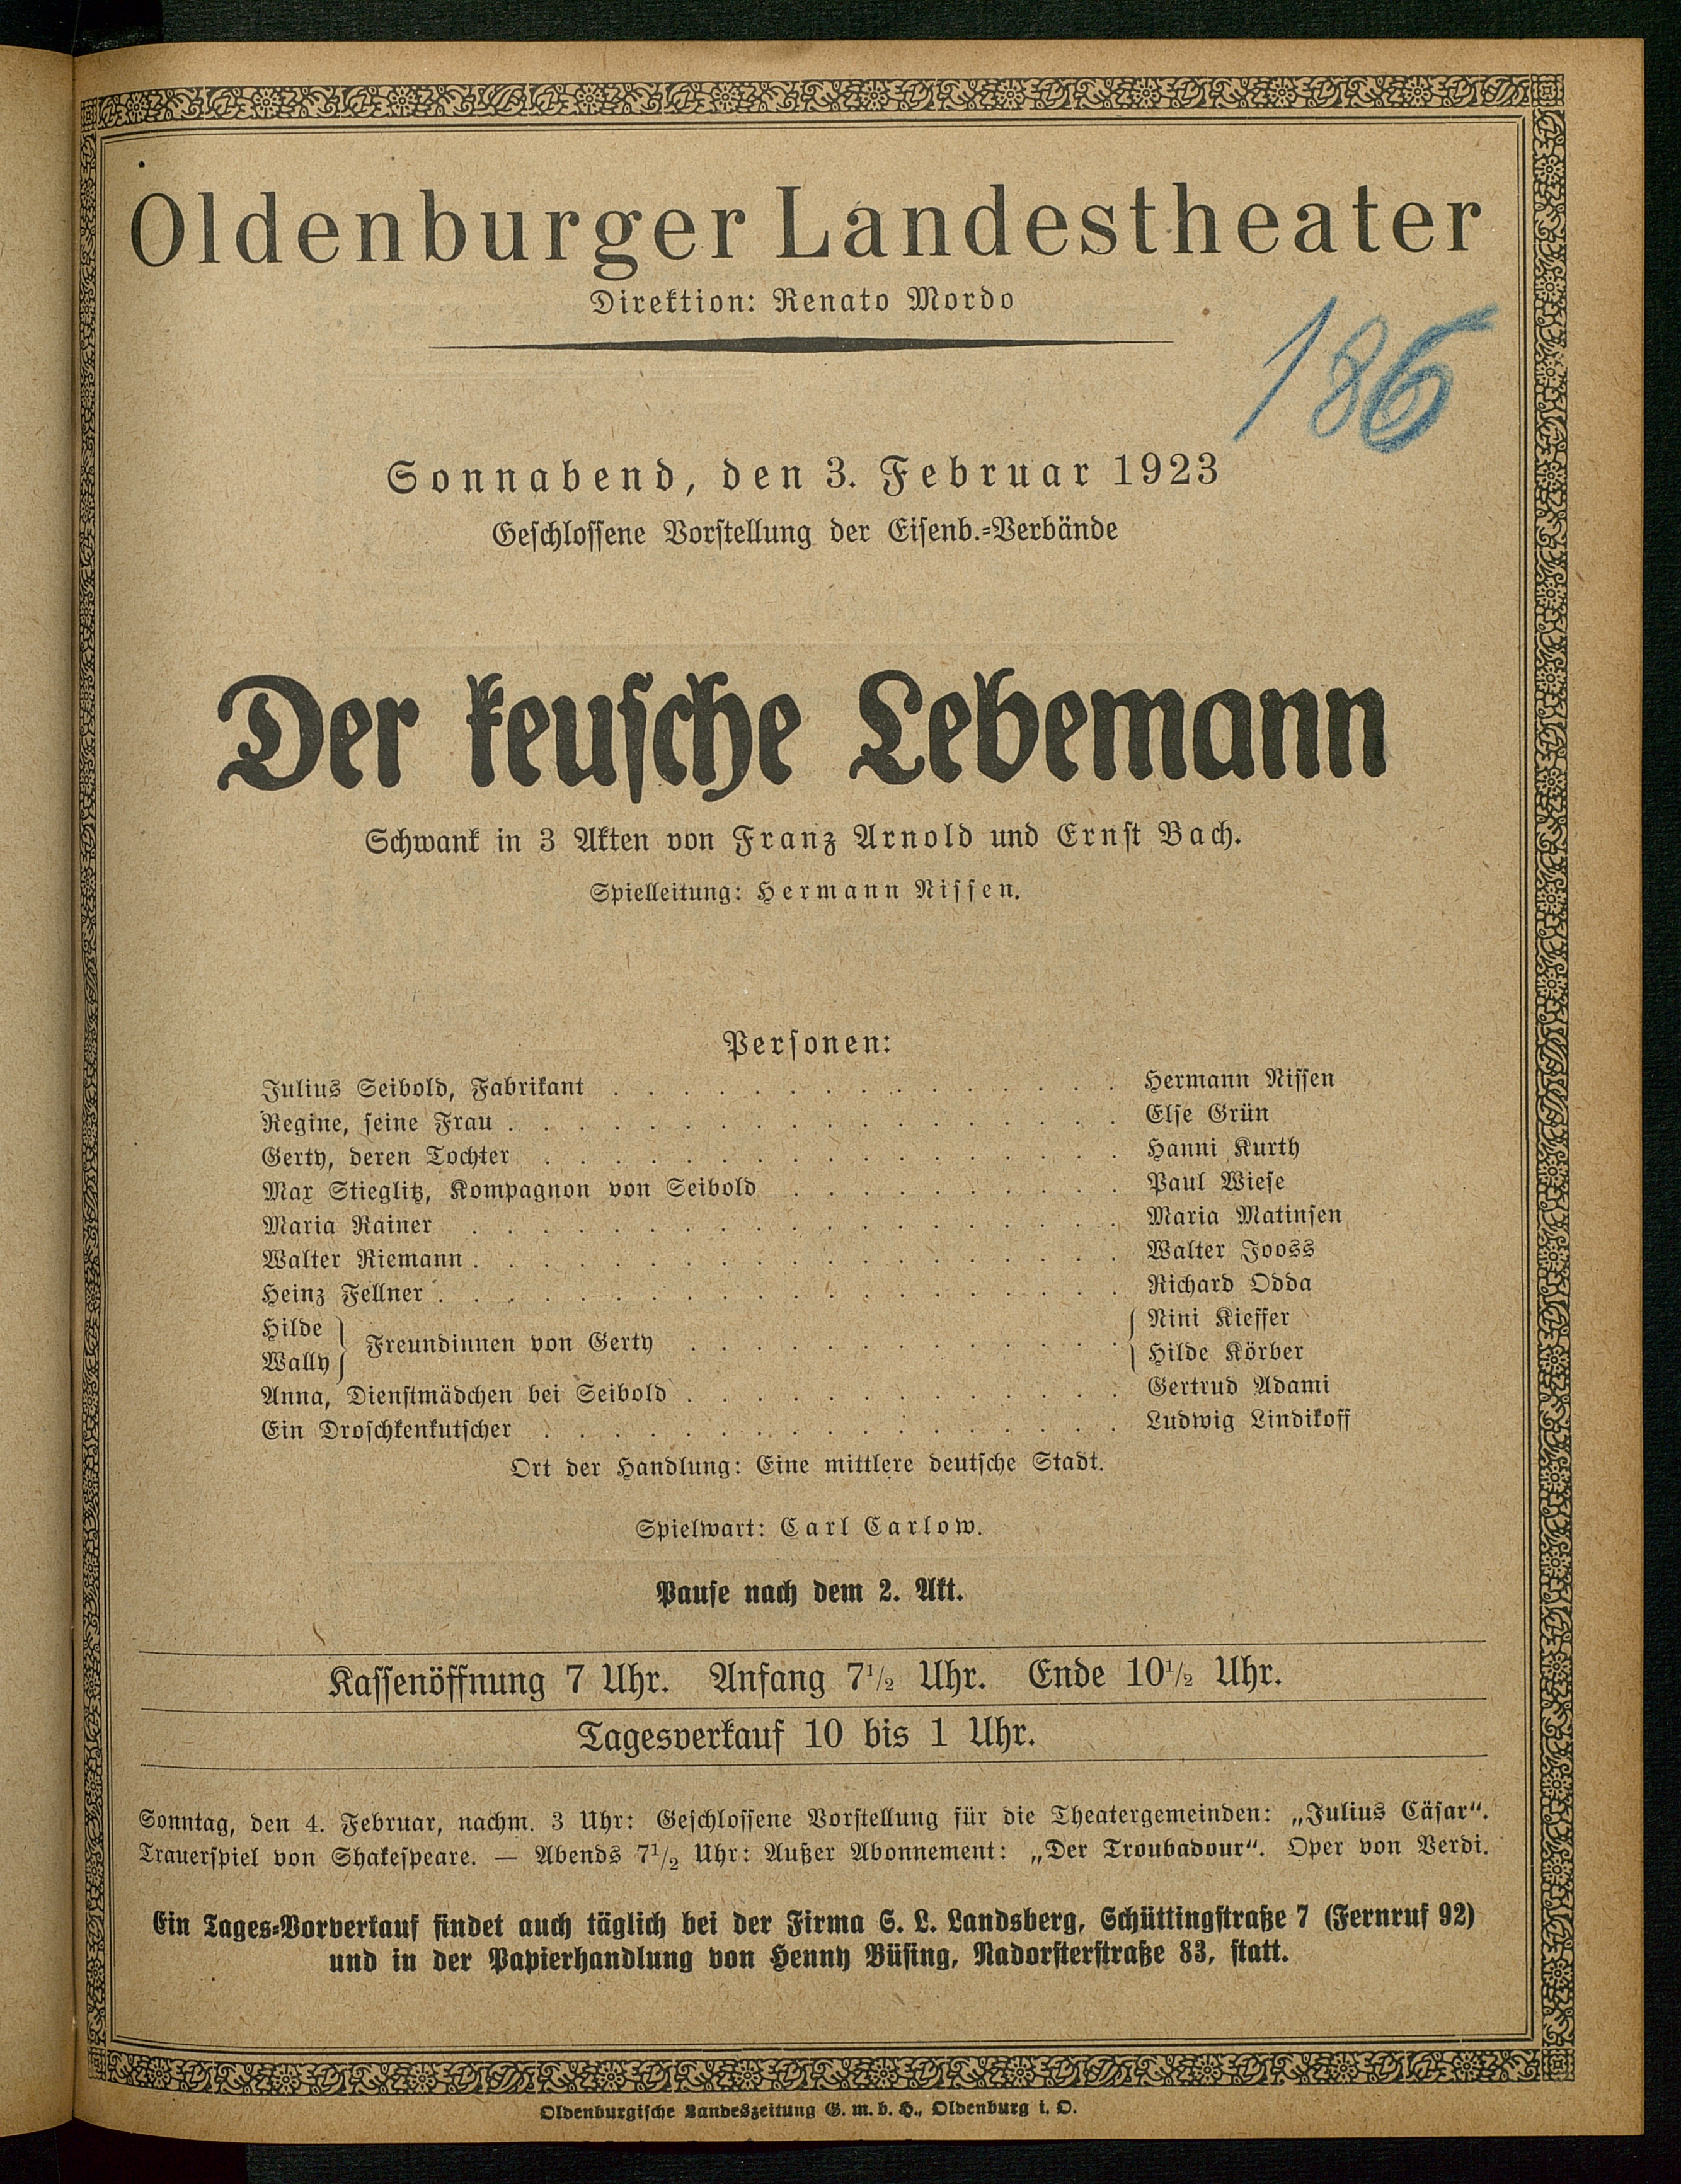 Oldenburger Landestheater
Direktion: Renato Mordo
186
Sonnabend, den 3. Februar 1923
Geschlossene Vorstellung der Eisenb.-Verbände
Der keusche Lebemann
Schwank in 3 Akten von Franz Arnold und Ernst Bach.
Spielleitung: Hermann Nissen.
Personen:
Julius Seibold, Fabrikant . . . . . . . . . . . . . . . Hermann Nissen
Regine, seine Frau . . . . . . . . . . . . . . . . . . Else Grün
Gerty, deren Tochter . . . . . . . . . . . . . . . . . Hanni Kurth
Max Stieglitz, Kompagnon von Seibold . . . . . . . . . . Paul Wiese
Maria Rainer . . . . . . . . . . . . . . . . . . . Maria Matinsen
Walter Riemann . . . . . . . . . . . . . . . . . . . Walter Jooss
Heinz Fellner . . . . . . . . . . . . . . . . . . . . Richard Odda
Hilde } Freundinnen von Gerty . . . . . . . . . . . . . { Nini Kieffer
Wally } { Hilde Körber
Anna, Dienstmädchen bei Seibold . . . . . . . . . . . . . Gertrud Adami
Ein Droschkenkutscher . . . . . . . . . . . . . . . . . Ludwig Lindikoff
Ort der Handlung: Eine mittlere deutsche Stadt.
Spielwart: Carl Carlow.
Pause nach dem 2. Akt.
Kassenöffnung 7 Uhr. Anfang 7½ Uhr. Ende 10½ Uhr.
Tagesverkauf 10 bis 1 Uhr.
Sonntag, den 4. Februar, nachm. 3 Uhr: Geschlossene Vorstellung für die Theatergemeinden: „Julius Cäsar“.
Trauerspiel von Shakespeare. — Abends 7½ Uhr: Außer Abonnement: „Der Troubadour“. Oper von Verdi.
Ein Tages-Vorverkauf findet auch täglich bei der Firma S. L. Landsberg, Schüttingstraße 7 (Fernruf 92)
und in der Papierhandlung von Henny Büsing, Nadorsterstraße 83, statt.
Oldenburgische Landeszeitung G. m. b. H., Oldenburg i. O.